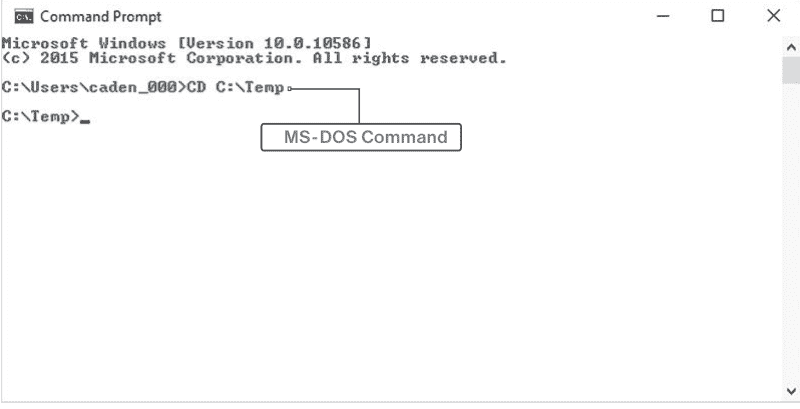 Command Prompt
Microsoft Windows [Version 10.0.10586]
(c) 2015 Microsoft Corporation. All rights reserved.
C:\Users\caden_000>CD C:\Temp
C:\Temp>_
MS-DOS Command